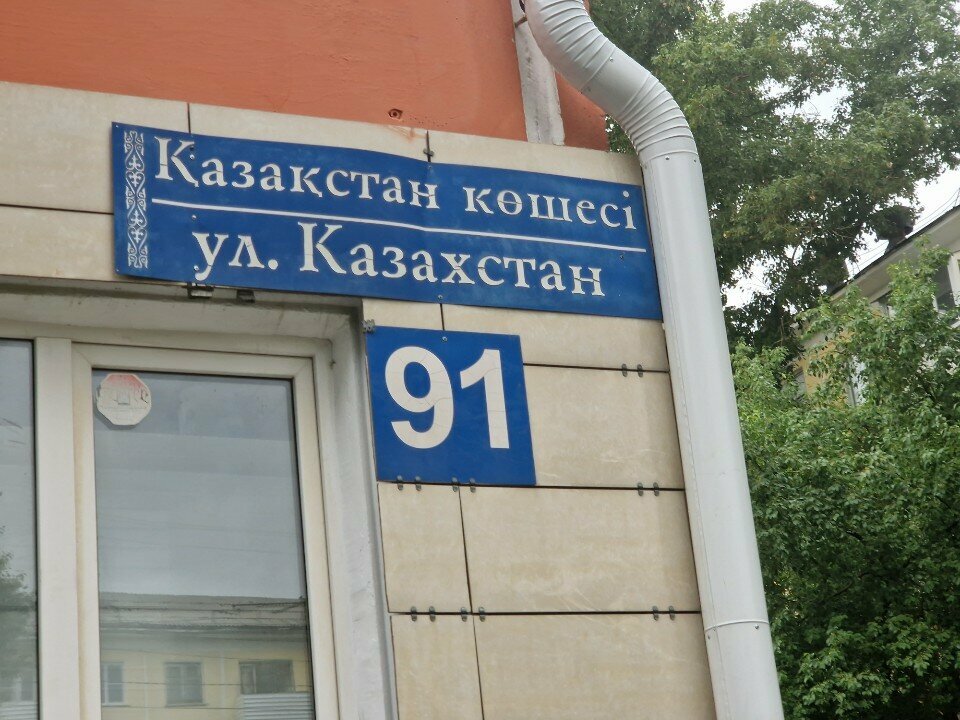 Қазақстан көшесі
ул. Казахстан
91